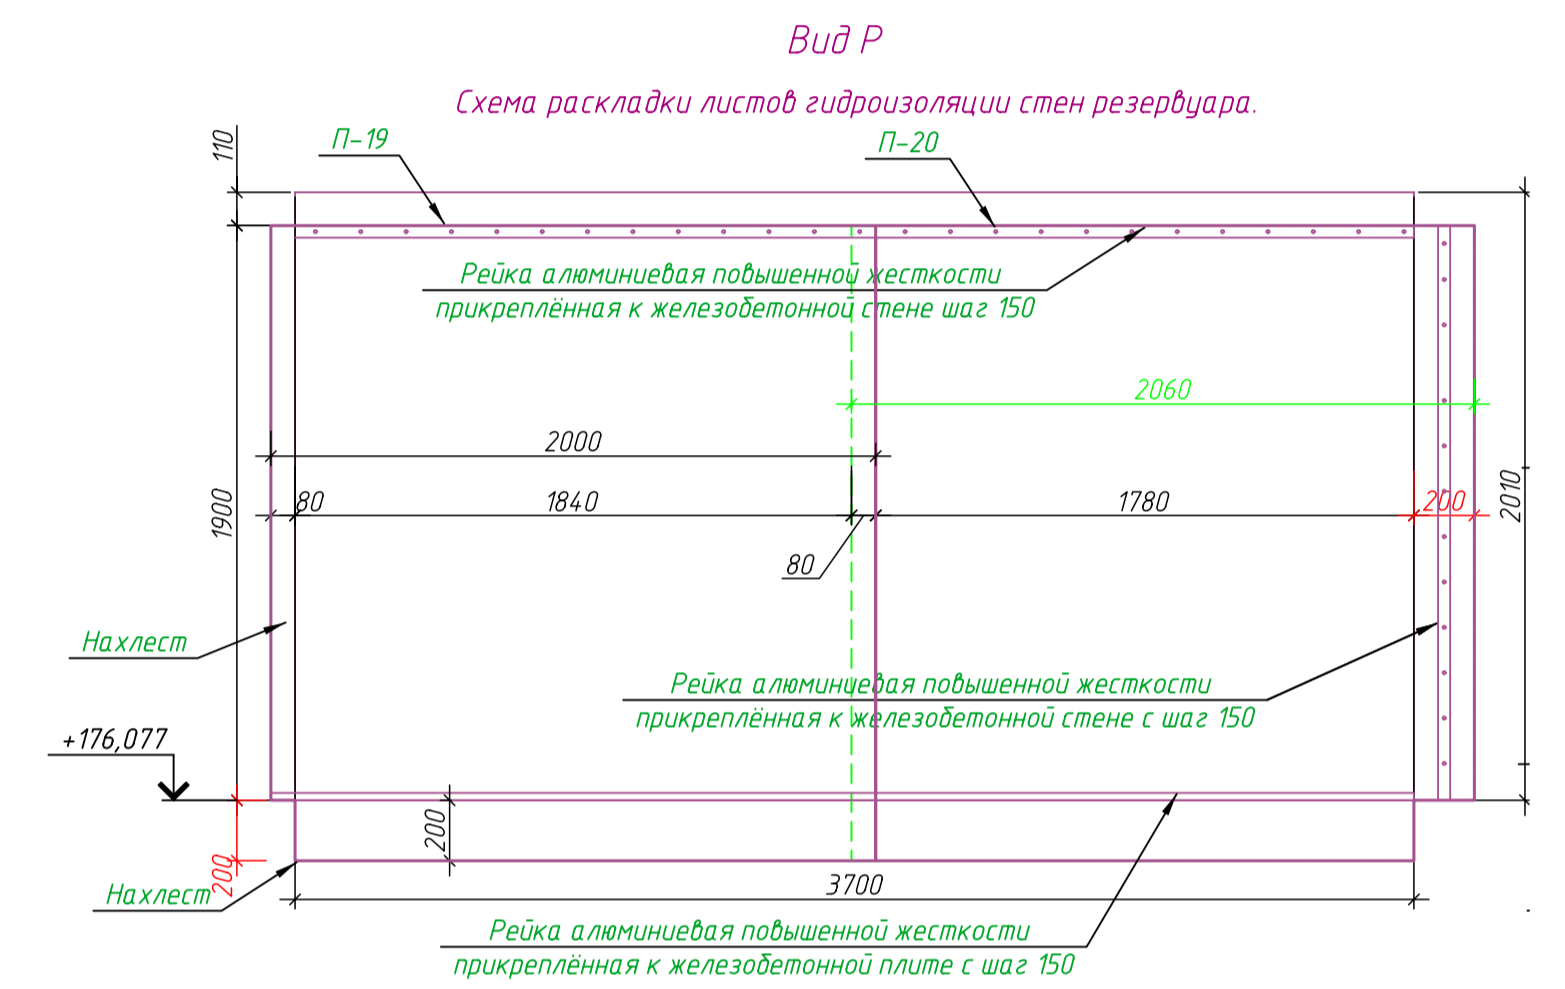 Вид Р
Схема раскладки листов гидроизоляции стен резервуара.
110
П-19
П-20
Рейка алюминиевая повышенной жесткости
прикреплённая к железобетонной стене шаг 150
2060
2000
1900
80
1840
1780
200
2010
80
Нахлест
Рейка алюминиевая повышенной жесткости
прикреплённая к железобетонной стене с шаг 150
+176,077
200
200
3700
Нахлест
Рейка алюминиевая повышенной жесткости
прикреплённая к железобетонной плите с шаг 150